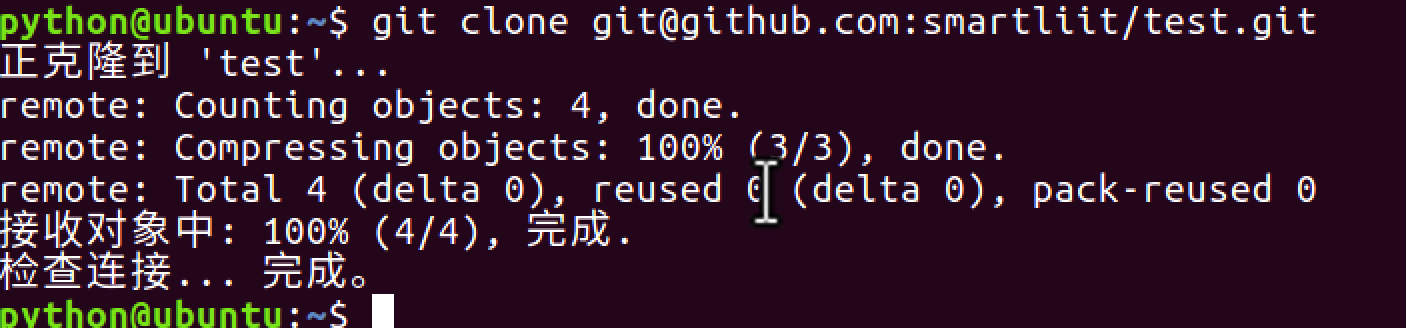 python@ubuntu:~$ git clone git@github.com:smartliit/test.git
正克隆到 'test'...
remote: Counting objects: 4, done.
remote: Compressing objects: 100% (3/3), done.
remote: Total 4 (delta 0), reused 0 (delta 0), pack-reused 0
接收对象中: 100% (4/4), 完成.
检查连接... 完成。
python@ubuntu:~$